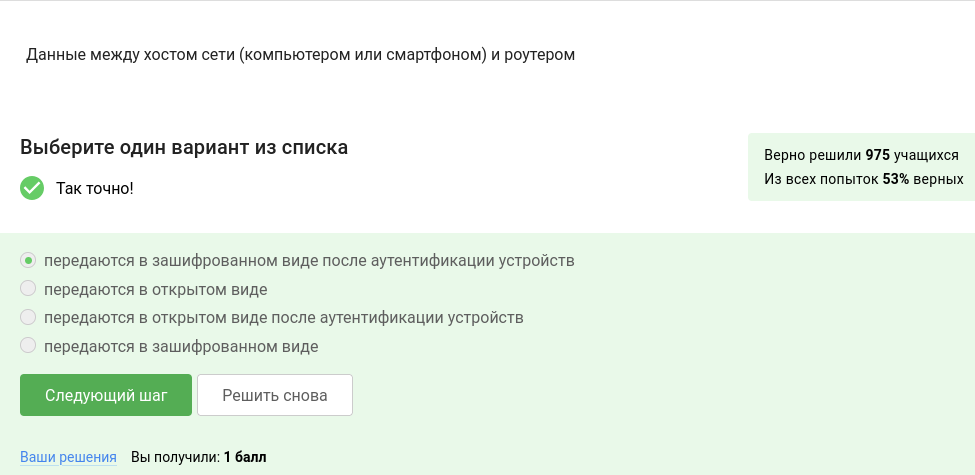 Данные между хостом сети (компьютером или смартфоном) и роутером
Выберите один вариант из списка
Верно решили 975 учащихся
Из всех попыток 53% верных
Так точно!
передаются в зашифрованном виде после аутентификации устройств
передаются в открытом виде
передаются в открытом виде после аутентификации устройств
передаются в зашифрованном виде
Следующий шаг
Решить снова
Ваши решения Вы получили: 1 балл